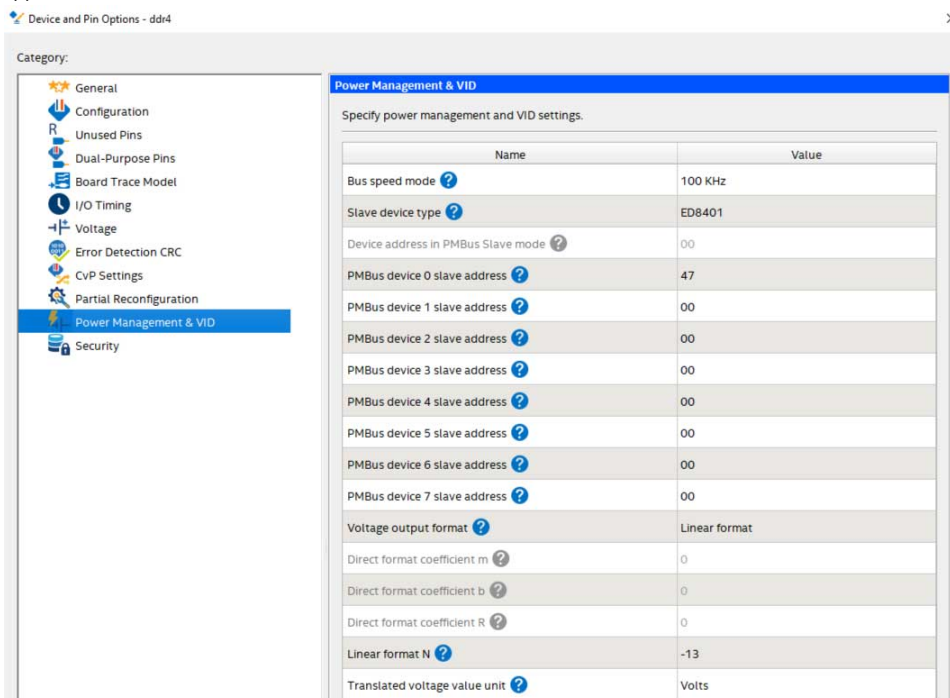 Device and Pin Options - ddr4
Category:
General
Configuration
Unused Pins
Dual-Purpose Pins
Board Trace Model
I/O Timing
Voltage
Error Detection CRC
CvP Settings
Partial Reconfiguration
Power Management & VID
Security
Power Management & VID
Specify power management and VID settings.
Name Value
Bus speed mode 100 KHz
Slave device type ED8401
Device address in PMBus Slave mode 00
PMBus device 0 slave address 47
PMBus device 1 slave address 00
PMBus device 2 slave address 00
PMBus device 3 slave address 00
PMBus device 4 slave address 00
PMBus device 5 slave address 00
PMBus device 6 slave address 00
PMBus device 7 slave address 00
Voltage output format Linear format
Direct format coefficient m 0
Direct format coefficient b 0
Direct format coefficient R 0
Linear format N -13
Translated voltage value unit Volts